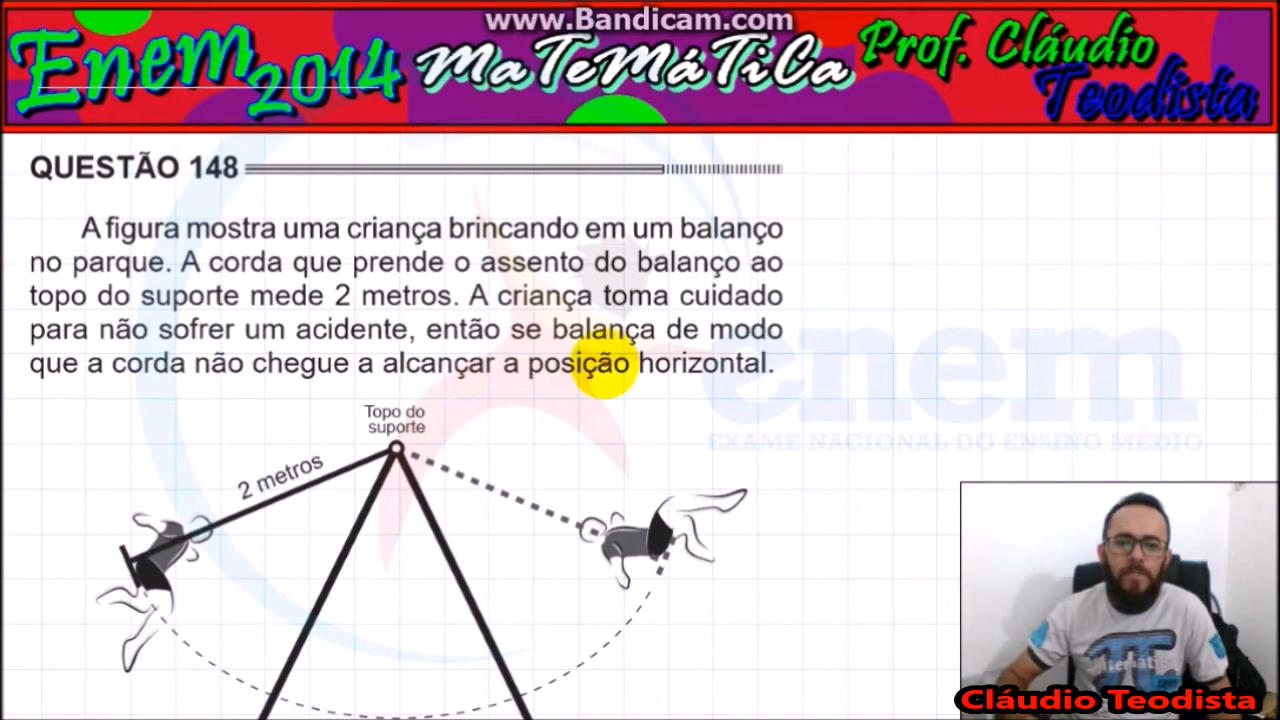 www.Bandicam.com
Enem 2014 MaTeMáTiCa Prof. Cláudio
Teodista
QUESTÃO 148
A figura mostra uma criança brincando em um balanço
no parque. A corda que prende o assento do balanço ao
topo do suporte mede 2 metros. A criança toma cuidado
para não sofrer um acidente, então se balança de modo
que a corda não chegue a alcançar a posição horizontal.
enem
EXAME NACIONAL DO ENSINO MÉDIO
Topo do
suporte
2 metros
Cláudio Teodista